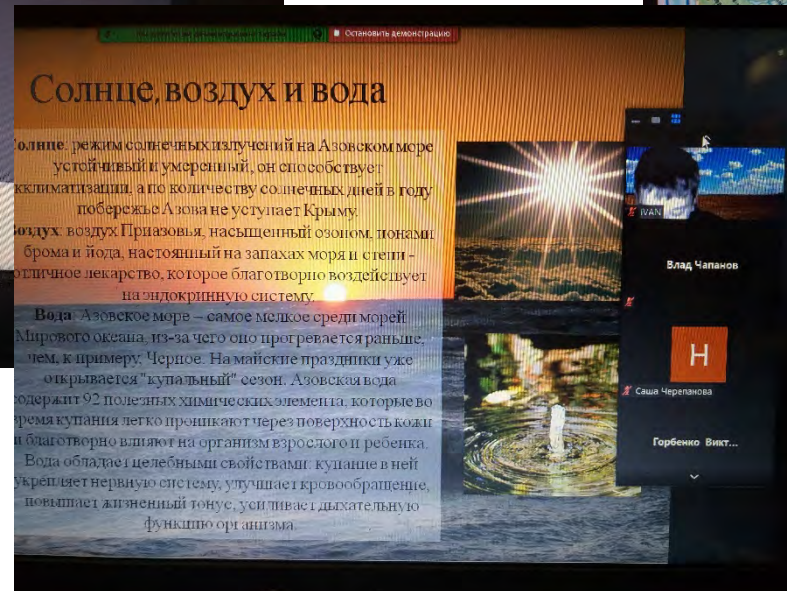 Остановить демонстрацию
Солнце, воздух и вода
Солнце: режим солнечных излучений на Азовском море
устойчивый и умеренный, он способствует
акклиматизации, а по количеству солнечных дней в году
побережье Азова не уступает Крыму.
Воздух: воздух Приазовья, насыщенный озоном, ионами
брома и йода, настоянный на запахах моря и степи -
отличное лекарство, которое благотворно воздействует
на эндокринную систему.
Вода: Азовское море – самое мелкое среди морей
Мирового океана, из-за чего оно прогревается раньше,
чем, к примеру, Черное. На майские праздники уже
открывается "купальный" сезон. Азовская вода
содержит 92 полезных химических элемента, которые во
время купания легко проникают через поверхность кожи
и благотворно влияют на организм взрослого и ребенка.
Вода обладает целебными свойствами: купание в ней
укрепляет нервную систему, улучшает кровообращение,
повышает жизненный тонус, усиливает дыхательную
функцию организма.
IVAN
Влад Чапанов
Н
Саша Черепанова
Горбенко Викт...